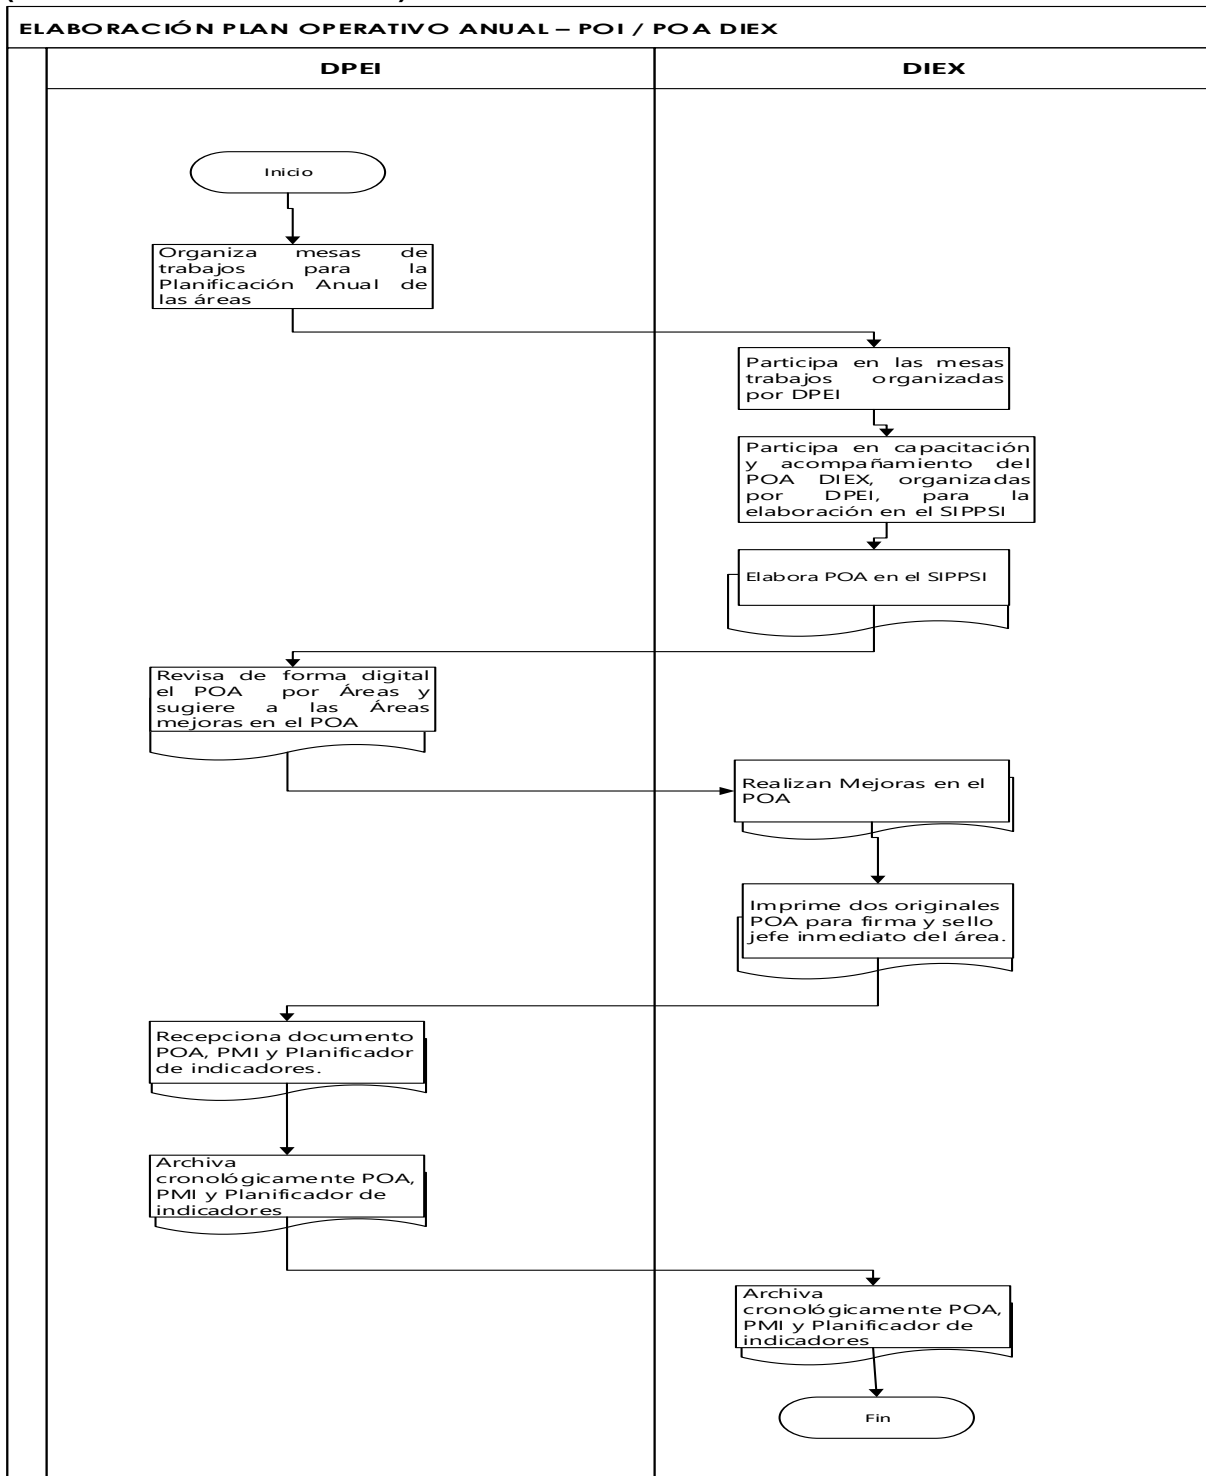 ELABORACIÓN PLAN OPERATIVO ANUAL – POI / POA DIEX
DPEI
DIEX
Inicio
Organiza mesas de
trabajos para la
Planificación Anual de
las áreas
Participa en las mesas
trabajos organizadas
por DPEI
Participa en capacitación
y acompañamiento del
POA DIEX, organizadas
por DPEI, para la
elaboración en el SIPPSI
Elabora POA en el SIPPSI
Revisa de forma digital
el POA por Áreas y
sugiere a las Áreas
mejoras en el POA
Realizan Mejoras en el
POA
Imprime dos originales
POA para firma y sello
jefe inmediato del área.
Recepciona documento
POA, PMI y Planificador
de indicadores.
Archiva
cronológicamente POA,
PMI y Planificador de
indicadores
Archiva
cronológicamente POA,
PMI y Planificador de
indicadores
Fin